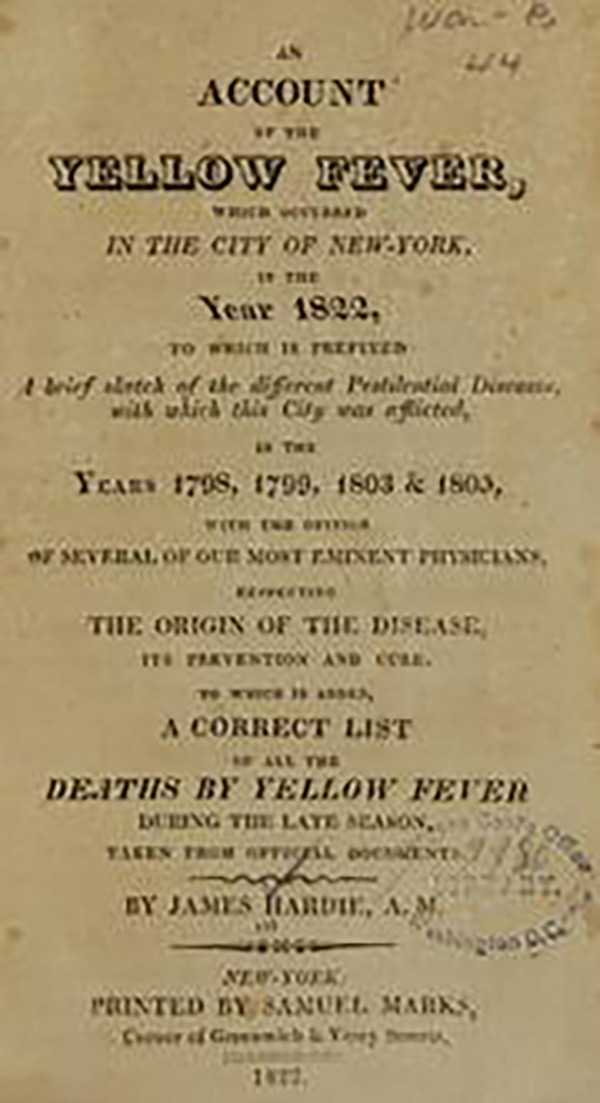 AN
ACCOUNT
OF THE
YELLOW FEVER,
WHICH OCCURRED
IN THE CITY OF NEW-YORK,
IN THE
Year 1822,
TO WHICH IS PREFIXED
A brief sketch of the different Pestilential Diseases,
with which this City was afflicted,
IN THE
YEARS 1798, 1799, 1803 & 1805,
WITH THE OPINION
OF SEVERAL OF OUR MOST EMINENT PHYSICIANS,
RESPECTING
THE ORIGIN OF THE DISEASE,
ITS PREVENTION AND CURE.
TO WHICH IS ADDED,
A CORRECT LIST
OF ALL THE
DEATHS BY YELLOW FEVER
DURING THE LATE SEASON,
TAKEN FROM OFFICIAL DOCUMENTS.
BY JAMES HARDIE, A. M.
Washington D.C.
NEW-YORK:
PRINTED BY SAMUEL MARKS,
Corner of Greenwich & Vesey Streets,
1822.